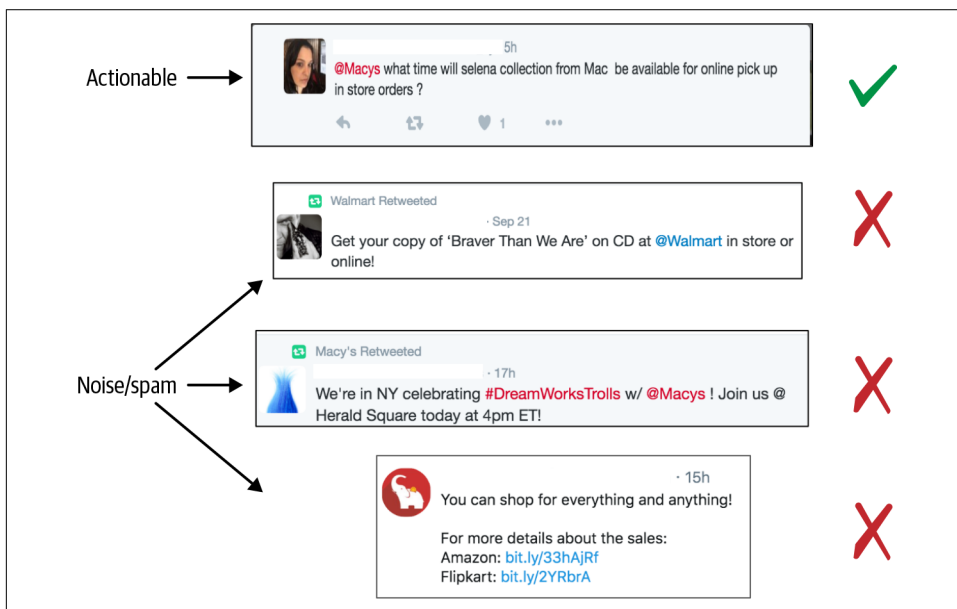 Actionable
5h
@Macys what time will selena collection from Mac be available for online pick up
in store orders ?
1
Walmart Retweeted
· Sep 21
Get your copy of ‘Braver Than We Are’ on CD at @Walmart in store or
online!
Noise/spam
Macy's Retweeted
· 17h
We're in NY celebrating #DreamWorksTrolls w/ @Macys ! Join us @
Herald Square today at 4pm ET!
· 15h
You can shop for everything and anything!
For more details about the sales:
Amazon: bit.ly/33hAjRf
Flipkart: bit.ly/2YRbrA